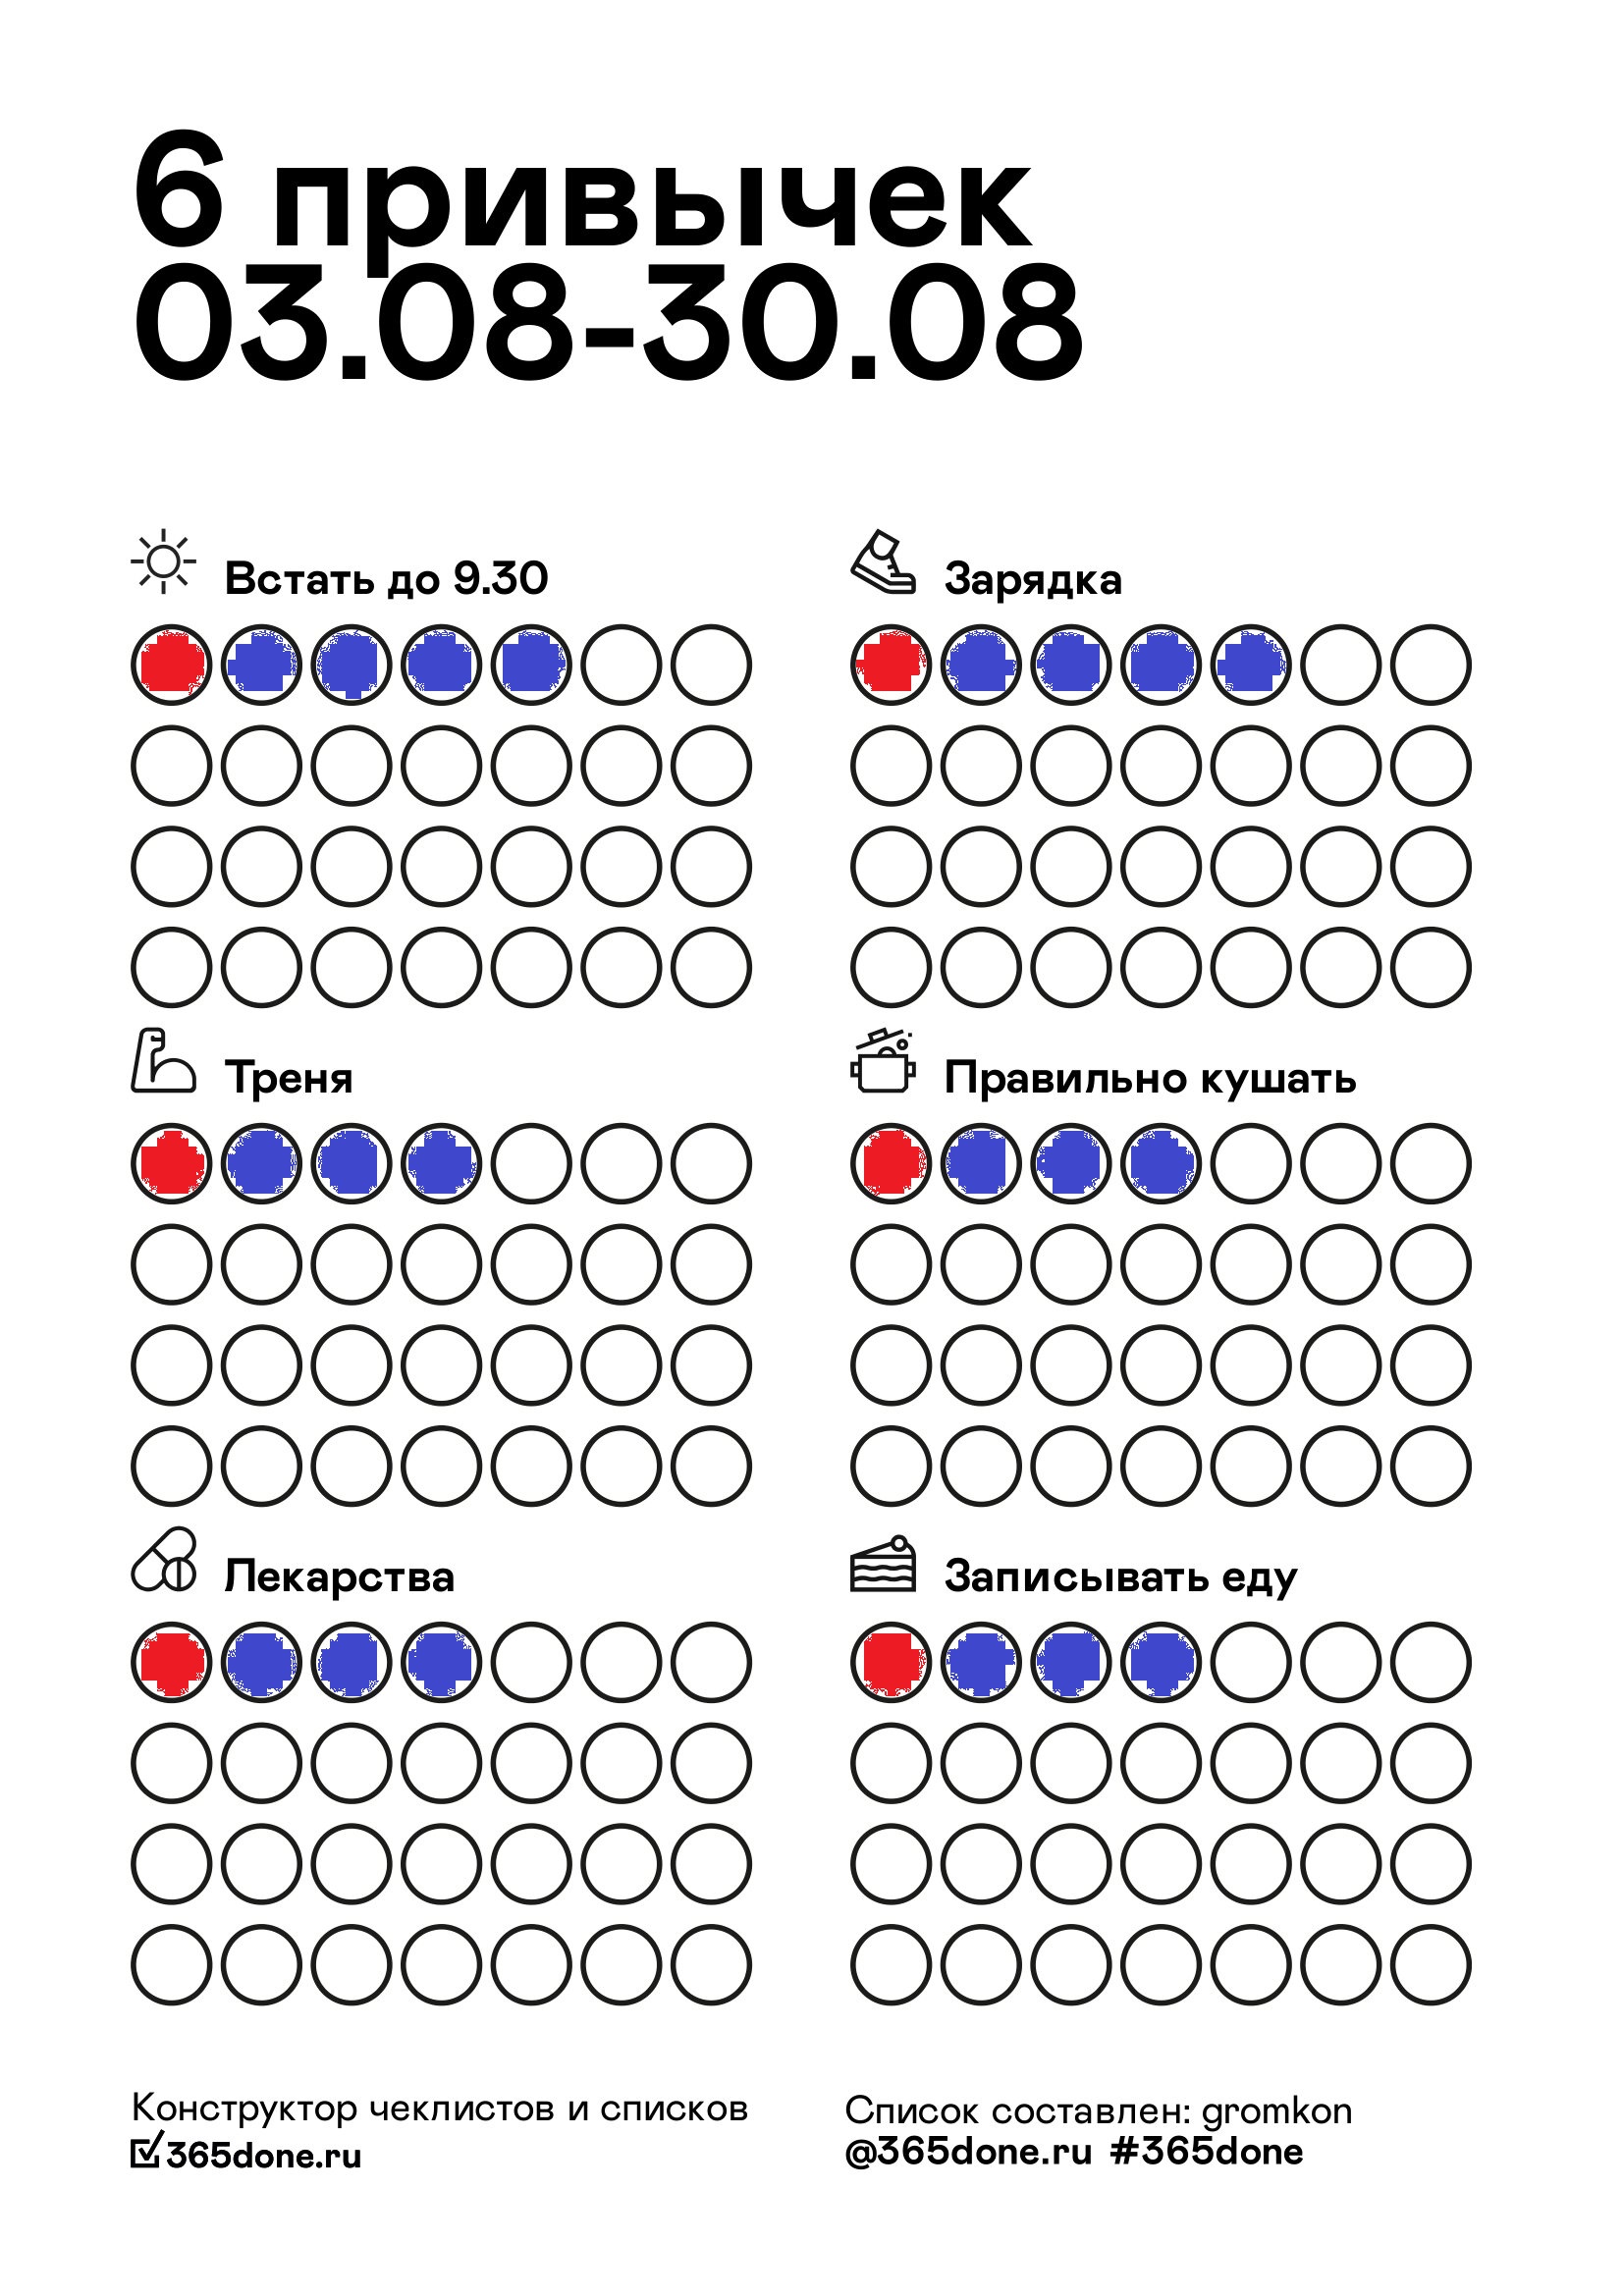 6 привычек
03.08-30.08
Встать до 9.30
Зарядка
Треня
Правильно кушать
Лекарства
Записывать еду
Конструктор чеклистов и списков
365done.ru
Список составлен: gromkon
@365done.ru #365done